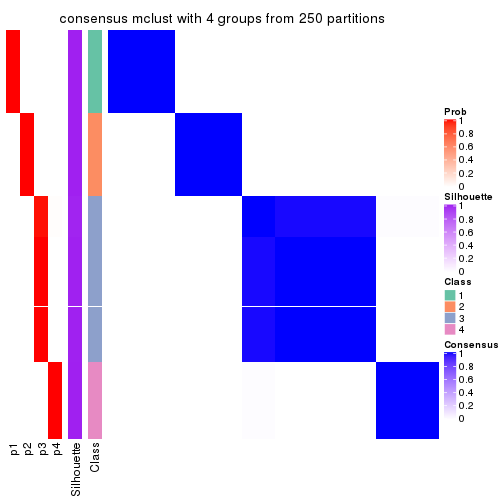 consensus mclust with 4 groups from 250 partitions
Prob
1
0.8
0.6
0.4
0.2
0
Silhouette
1
0.8
0.6
0.4
0.2
0
Class
1
2
3
4
Consensus
1
0.8
0.6
0.4
0.2
0
p1
p2
p3
p4
Silhouette
Class